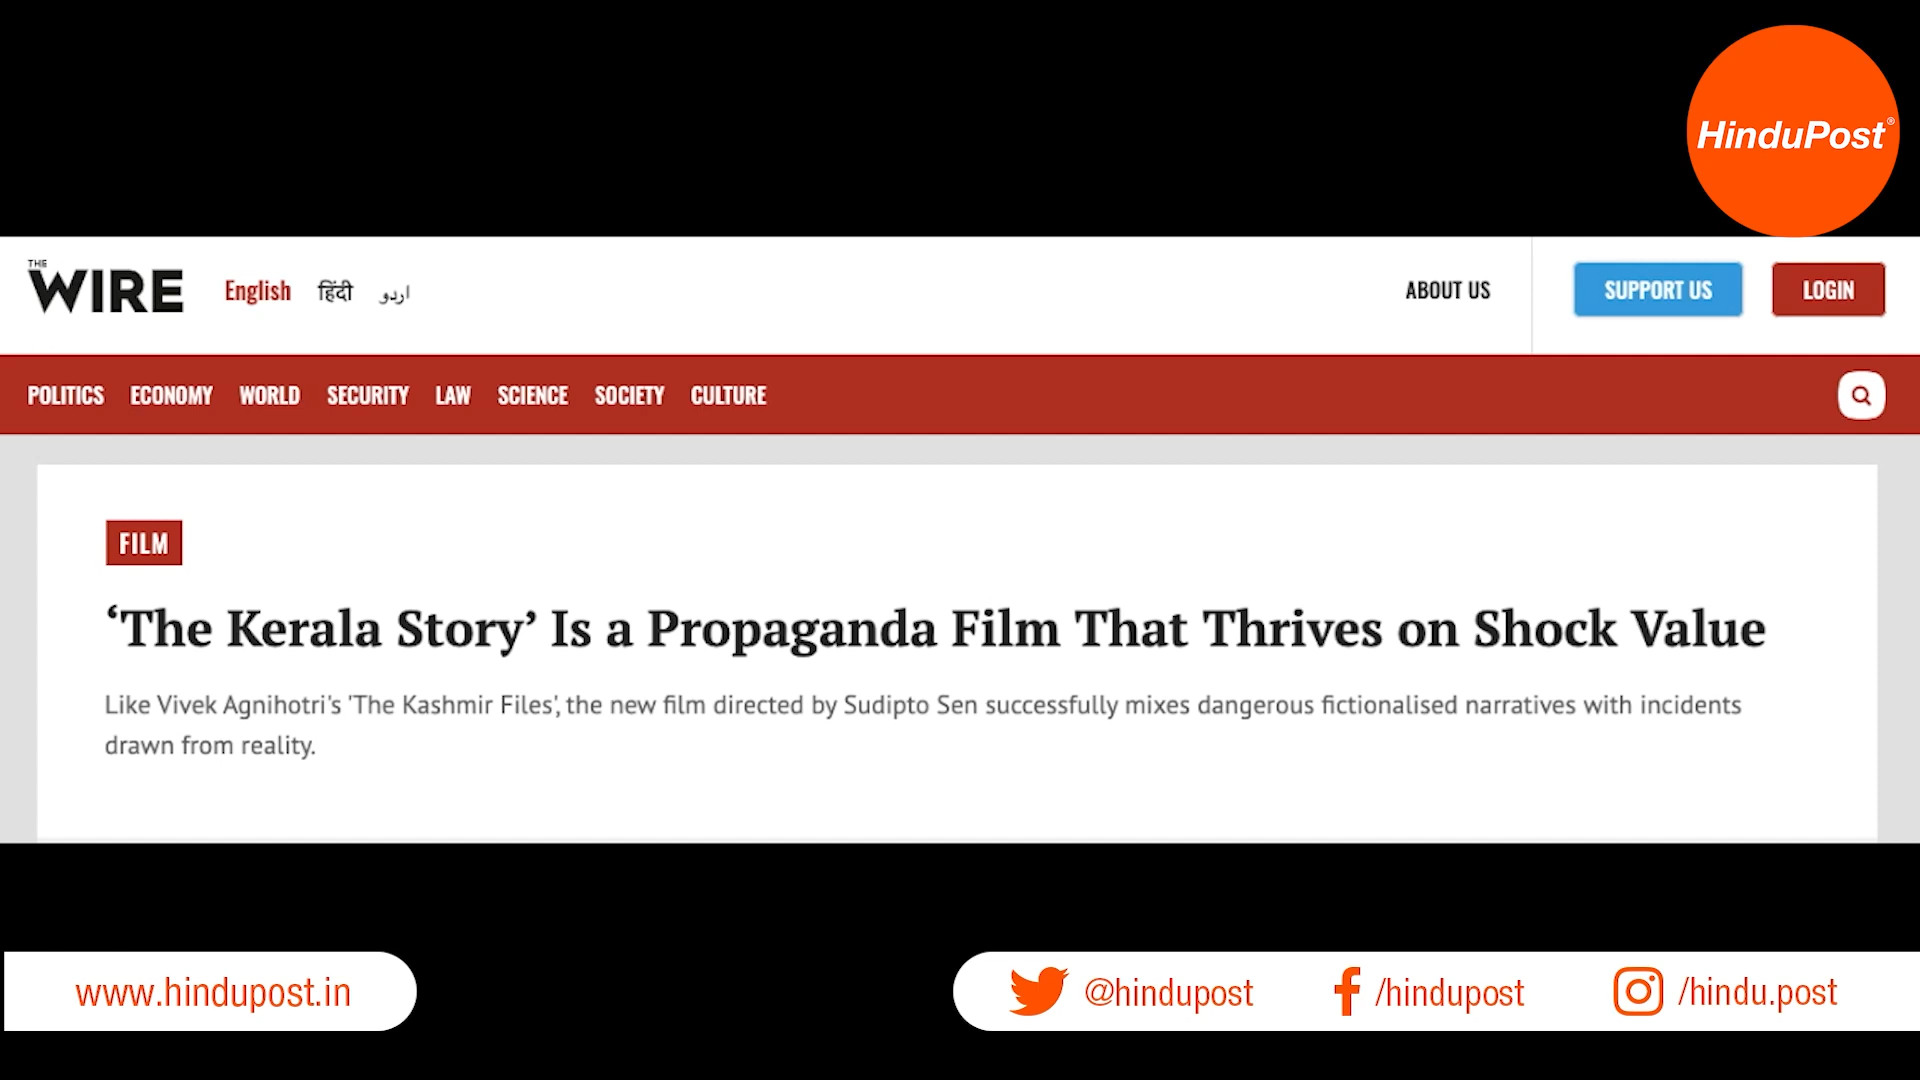 HinduPost®
THE
WIRE English हिंदी اردو ABOUT US SUPPORT US LOGIN
POLITICS ECONOMY WORLD SECURITY LAW SCIENCE SOCIETY CULTURE
FILM
‘The Kerala Story’ Is a Propaganda Film That Thrives on Shock Value
Like Vivek Agnihotri's 'The Kashmir Files', the new film directed by Sudipto Sen successfully mixes dangerous fictionalised narratives with incidents
drawn from reality.
www.hindupost.in @hindupost /hindupost /hindu.post